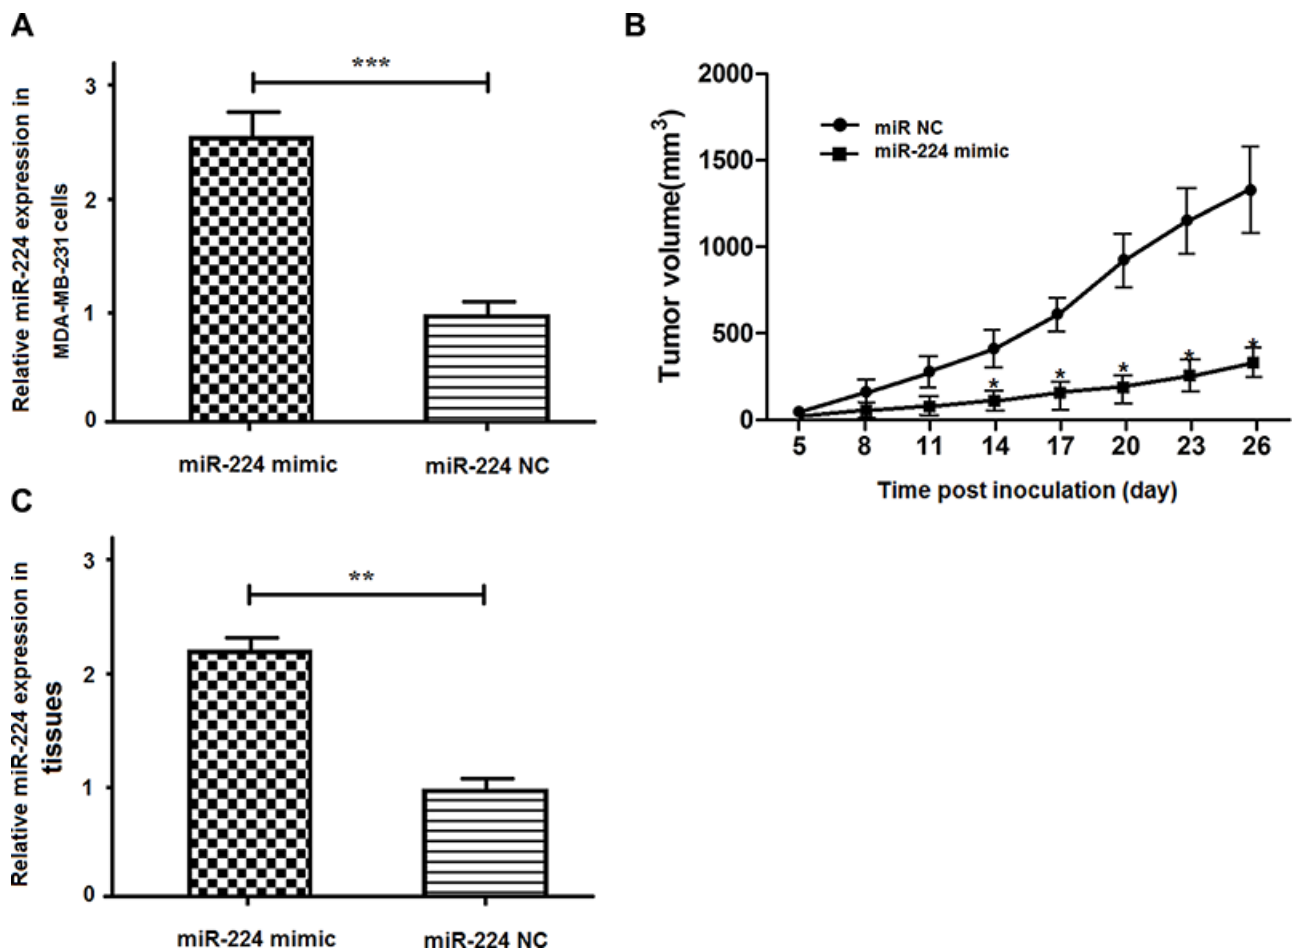 A
Relative miR-224 expression in
MDA-MB-231 cells
3
2
1
0
***
miR-224 mimic
miR-224 NC
B
Tumor volume(mm³)
2000
1500
1000
500
0
miR NC
miR-224 mimic
*
*
*
*
*
5 8 11 14 17 20 23 26
Time post inoculation (day)
C
Relative miR-224 expression in
tissues
3
2
1
0
**
miR-224 mimic
miR-224 NC